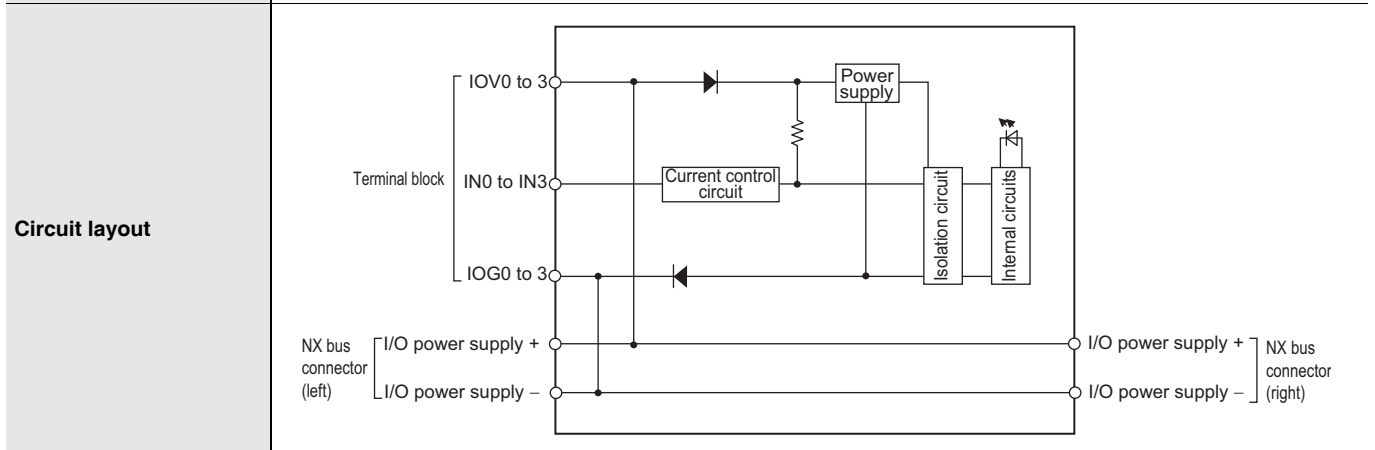 Circuit layout
Terminal block
IOV0 to 3
IN0 to IN3
IOG0 to 3
Power
supply
Current control
circuit
Isolation circuit
Internal circuits
NX bus
connector
(left)
I/O power supply +
I/O power supply −
I/O power supply +
I/O power supply −
NX bus
connector
(right)